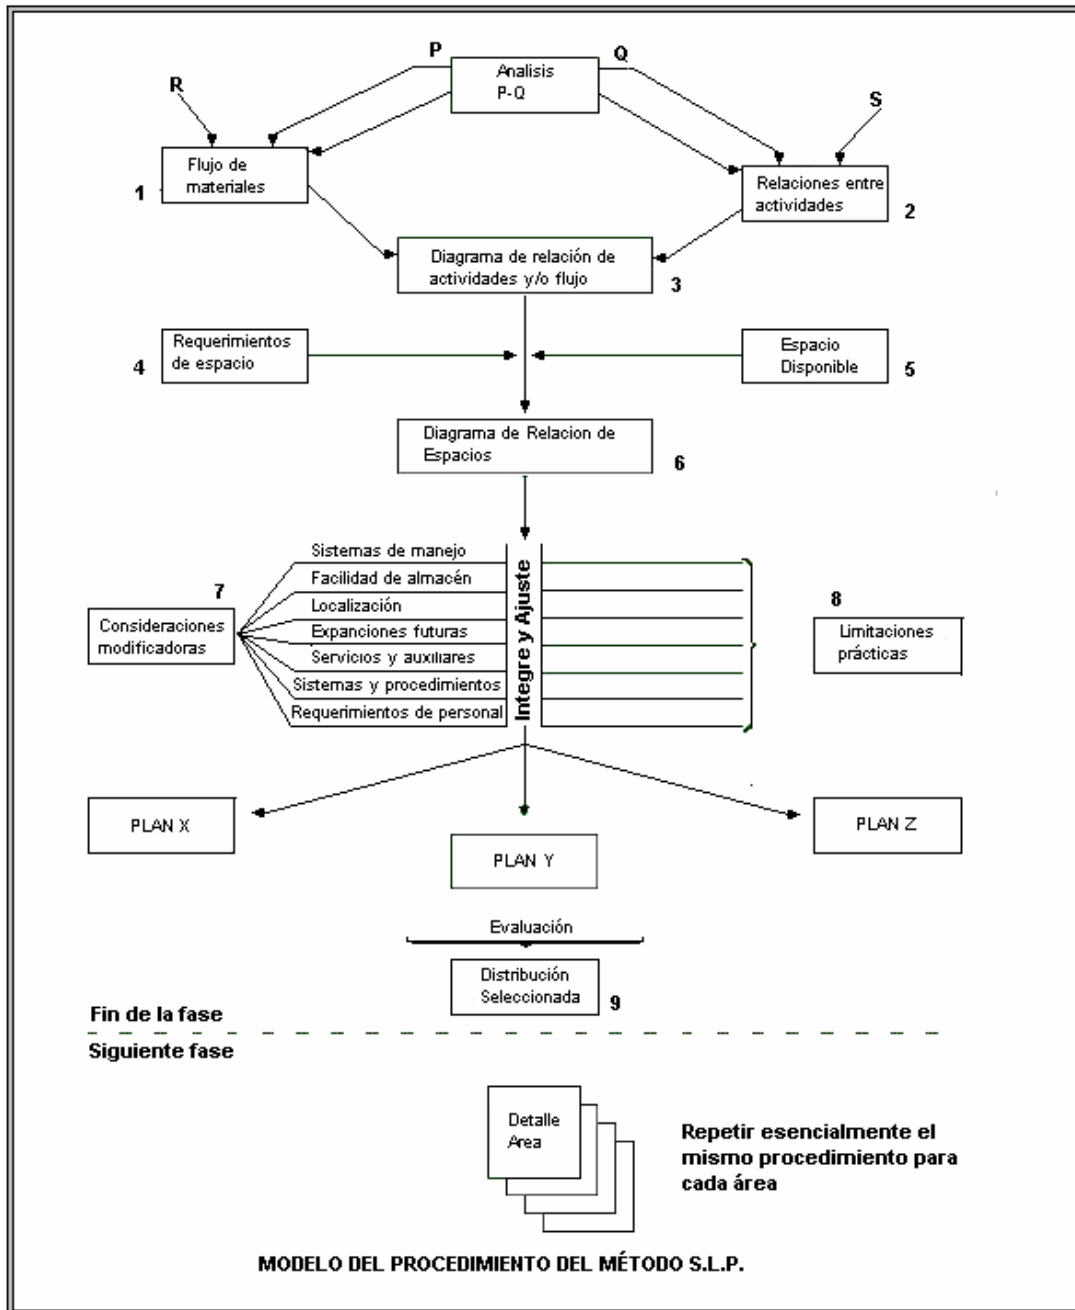 P
Q
Analisis
P-Q
R
S
Flujo de
materiales
1
Relaciones entre
actividades
2
Diagrama de relación de
actividades y/o flujo
3
Requerimientos
de espacio
4
Espacio
Disponible
5
Diagrama de Relacion de
Espacios
6
Sistemas de manejo
Facilidad de almacén
Localización
Expanciones futuras
Servicios y auxiliares
Sistemas y procedimientos
Requerimientos de personal
7
Consideraciones
modificadoras
Integre y Ajuste
8
Limitaciones
prácticas
PLAN X
PLAN Y
PLAN Z
Evaluación
Distribución
Seleccionada
9
Fin de la fase
Siguiente fase
Detalle
Area
Repetir esencialmente el
mismo procedimiento para
cada área
MODELO DEL PROCEDIMIENTO DEL MÉTODO S.L.P.